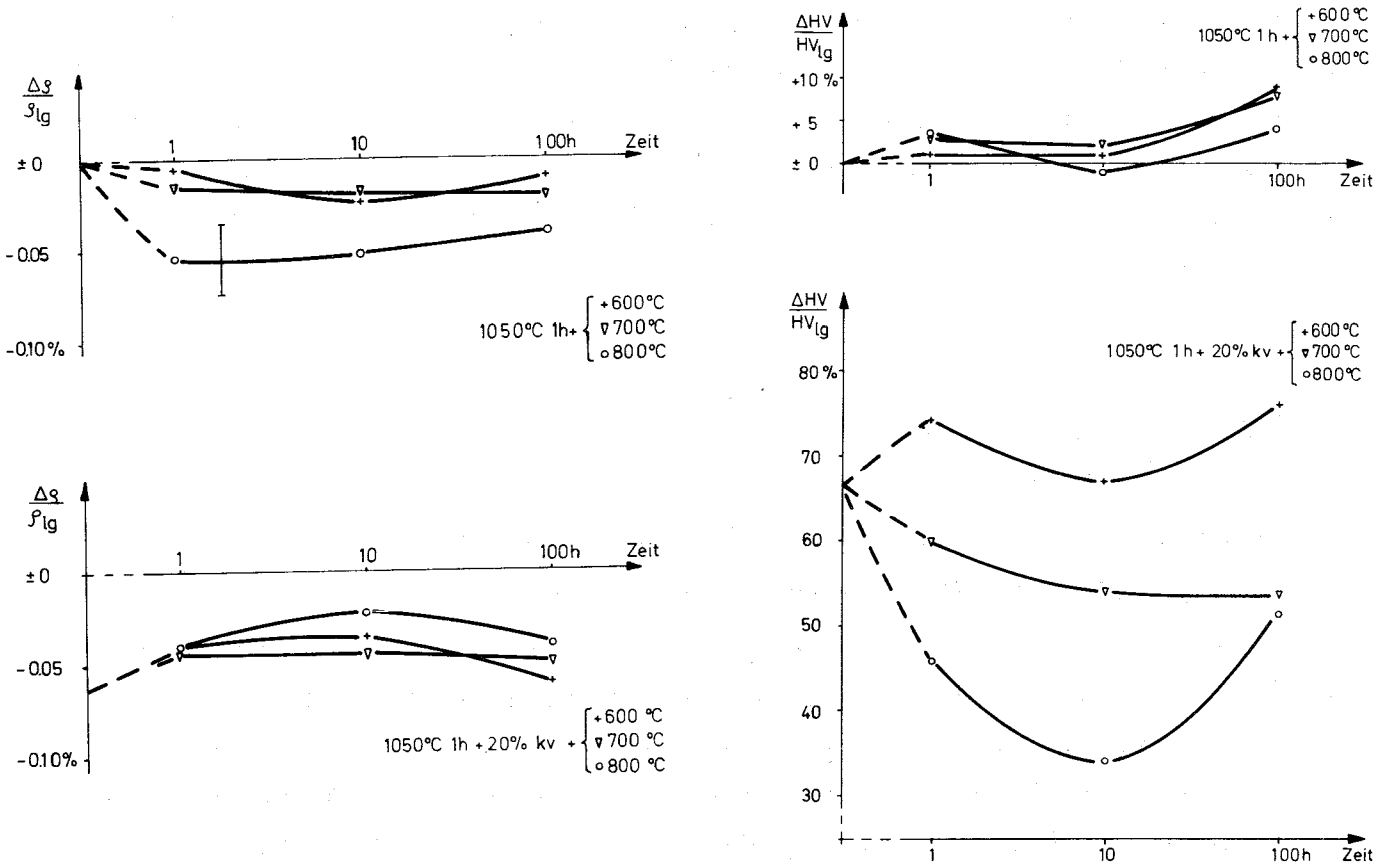 Δρ
ρlg
1 10 100h Zeit
± 0
-0.05
-0.10%
1050°C 1h+
+600°C
∇700°C
○800°C
ΔHV
HVlg
1050°C 1h+
+600°C
∇700°C
○800°C
+10%
+ 5
± 0
1 10 100h Zeit
Δρ
ρlg
1 10 100h Zeit
± 0
-0.05
-0.10%
1050°C 1h + 20% kv +
+600 °C
∇700 °C
○ 800 °C
ΔHV
HVlg
1050°C 1h + 20% kv +
+600°C
▼700°C
○800°C
80%
70
60
50
40
30
1 10 100h Zeit